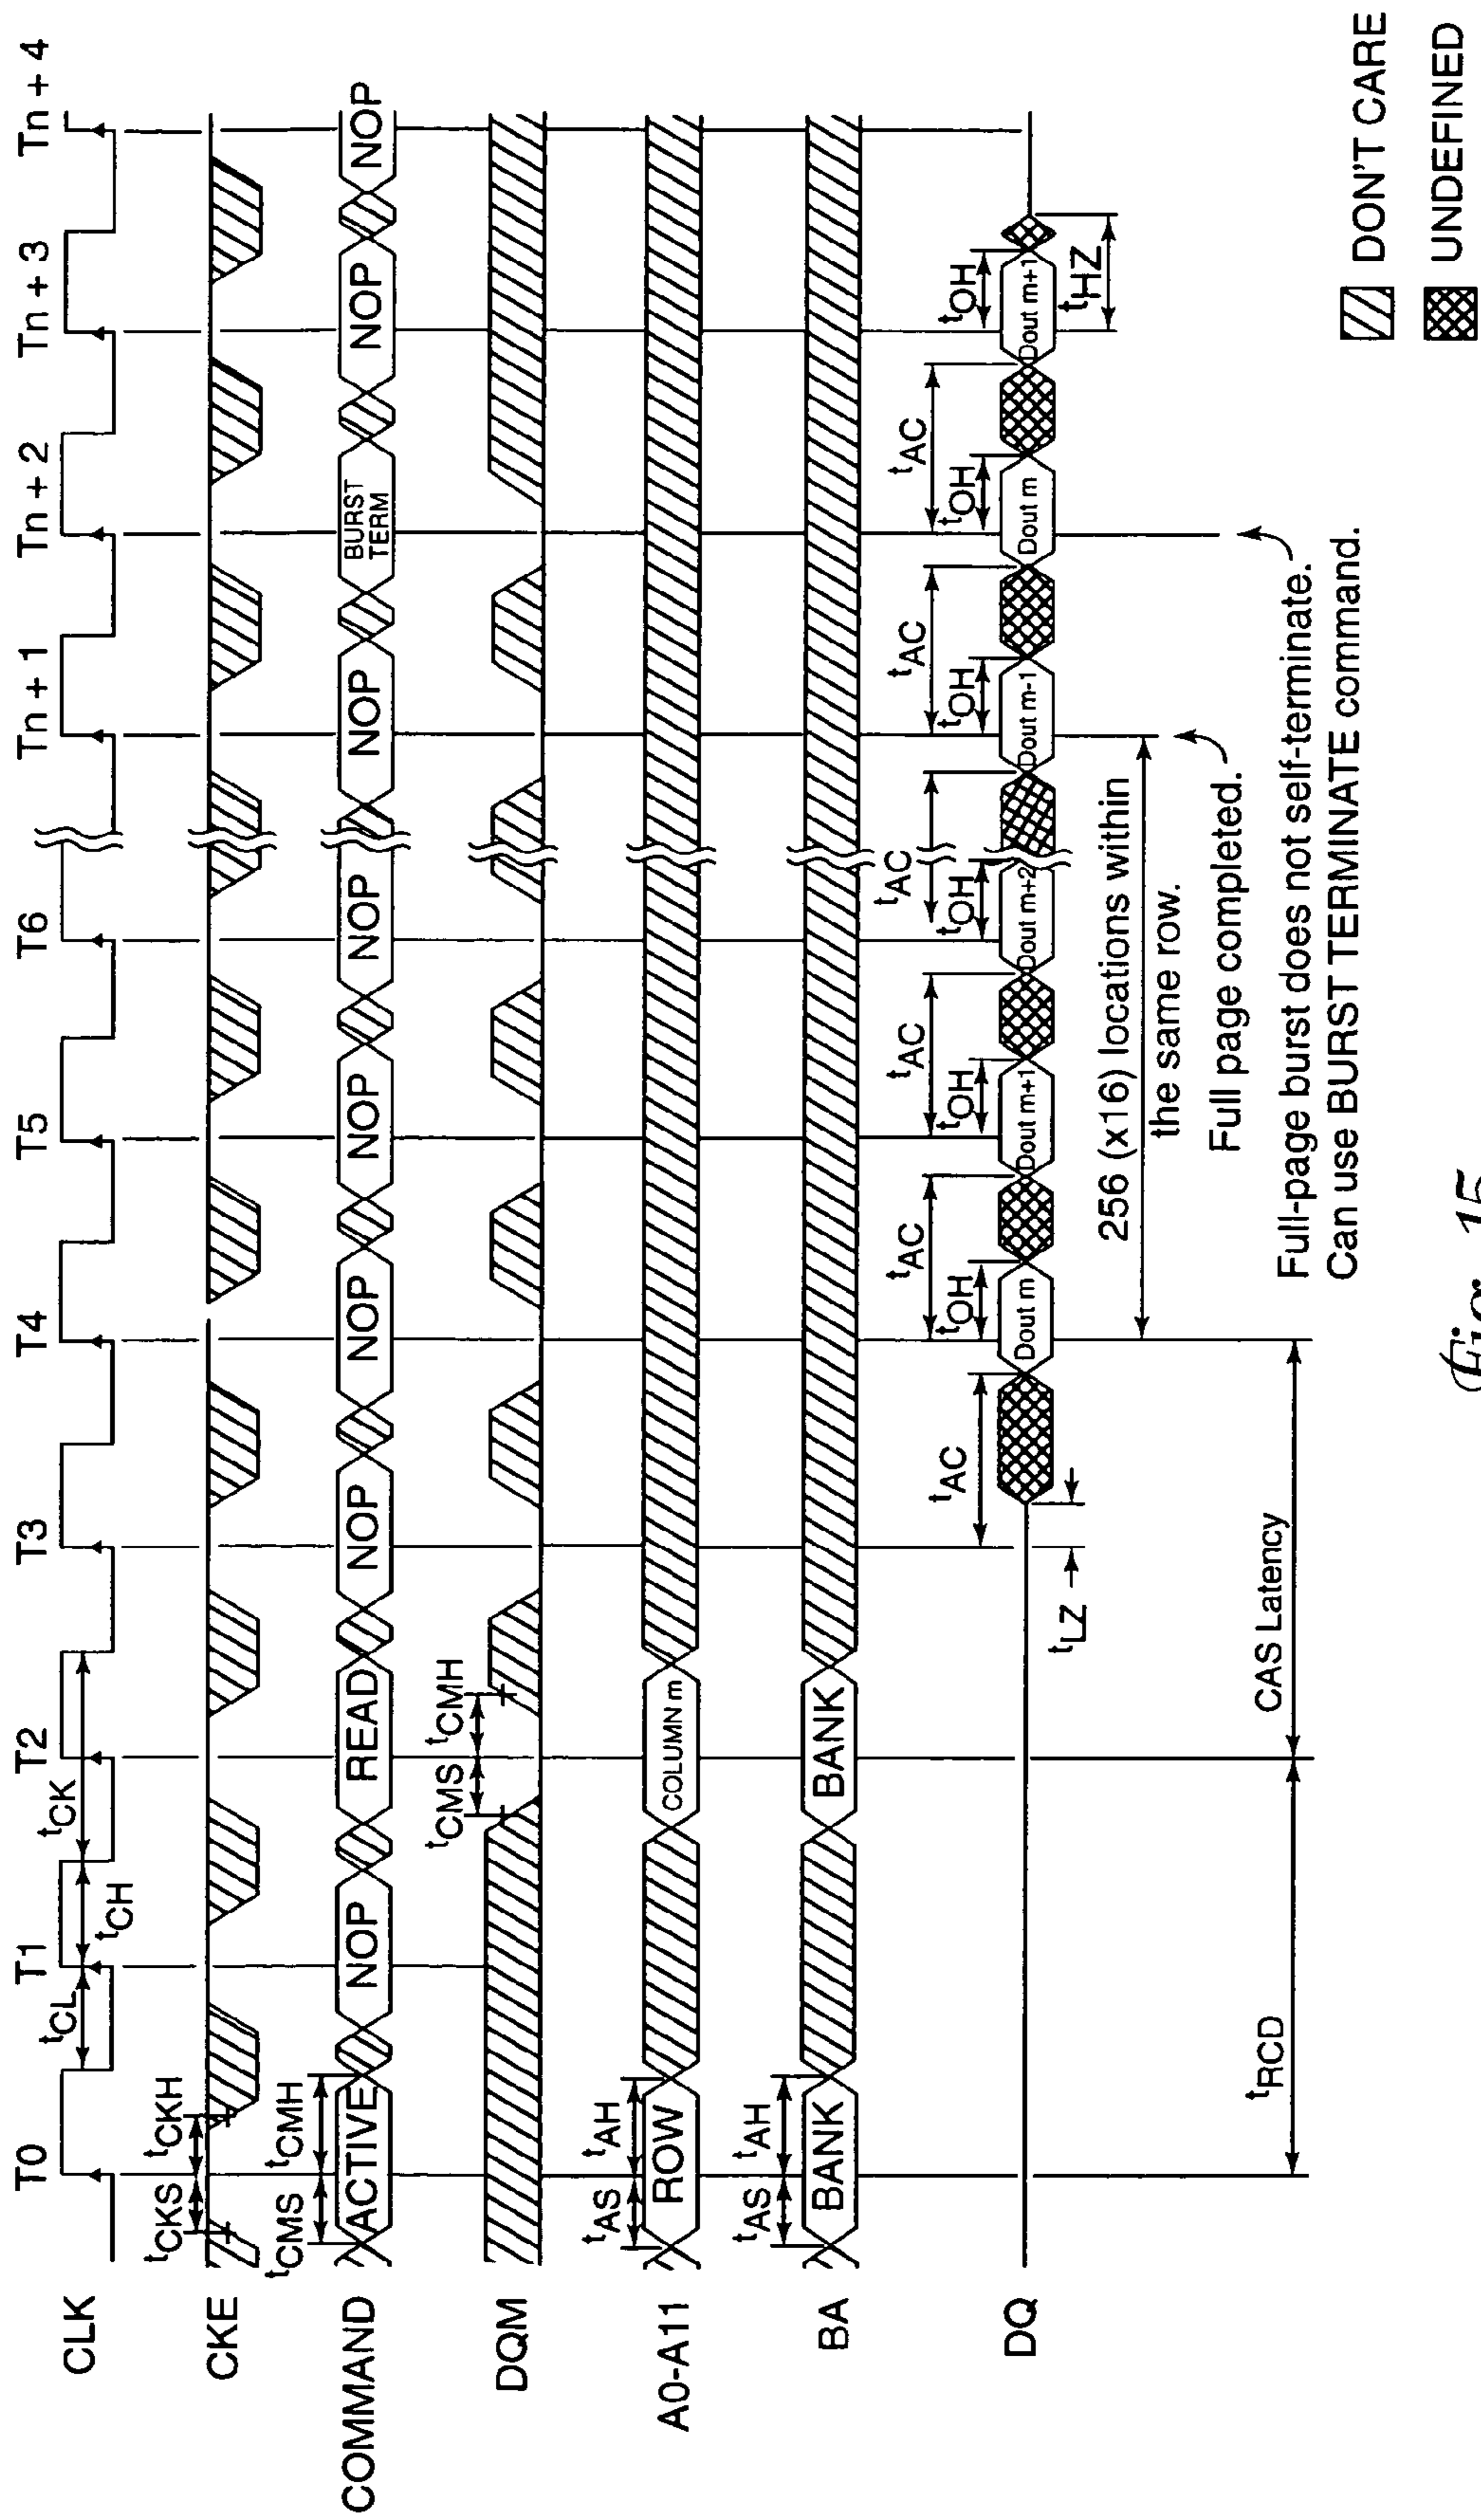 T0 T1 T2 T3 T4 T5 T6 Tn + 1 Tn + 2 Tn + 3 Tn + 4
CLK
tCL tCK
tCH
tCKS tCKH
CKE
tCMS tCMH
COMMAND ACTIVE NOP READ NOP NOP NOP NOP NOP BURST TERM NOP NOP
tCMS tCMH
DQM
tAS tAH
A0-A11 ROW COLUMN m
tAS tAH
BA BANK BANK
tAC tAC tAC tAC tAC tAC
tOH tOH tOH tOH tOH tOH
DQ Dout m Dout m+1 Dout m+2 Dout m-1 Dout m Dout m+1
tLZ
tHZ
256 (x16) locations within
the same row.
Full page completed.
tRCD CAS Latency
Full-page burst does not self-terminate.
Can use BURST TERMINATE command.
DON'T CARE
UNDEFINED